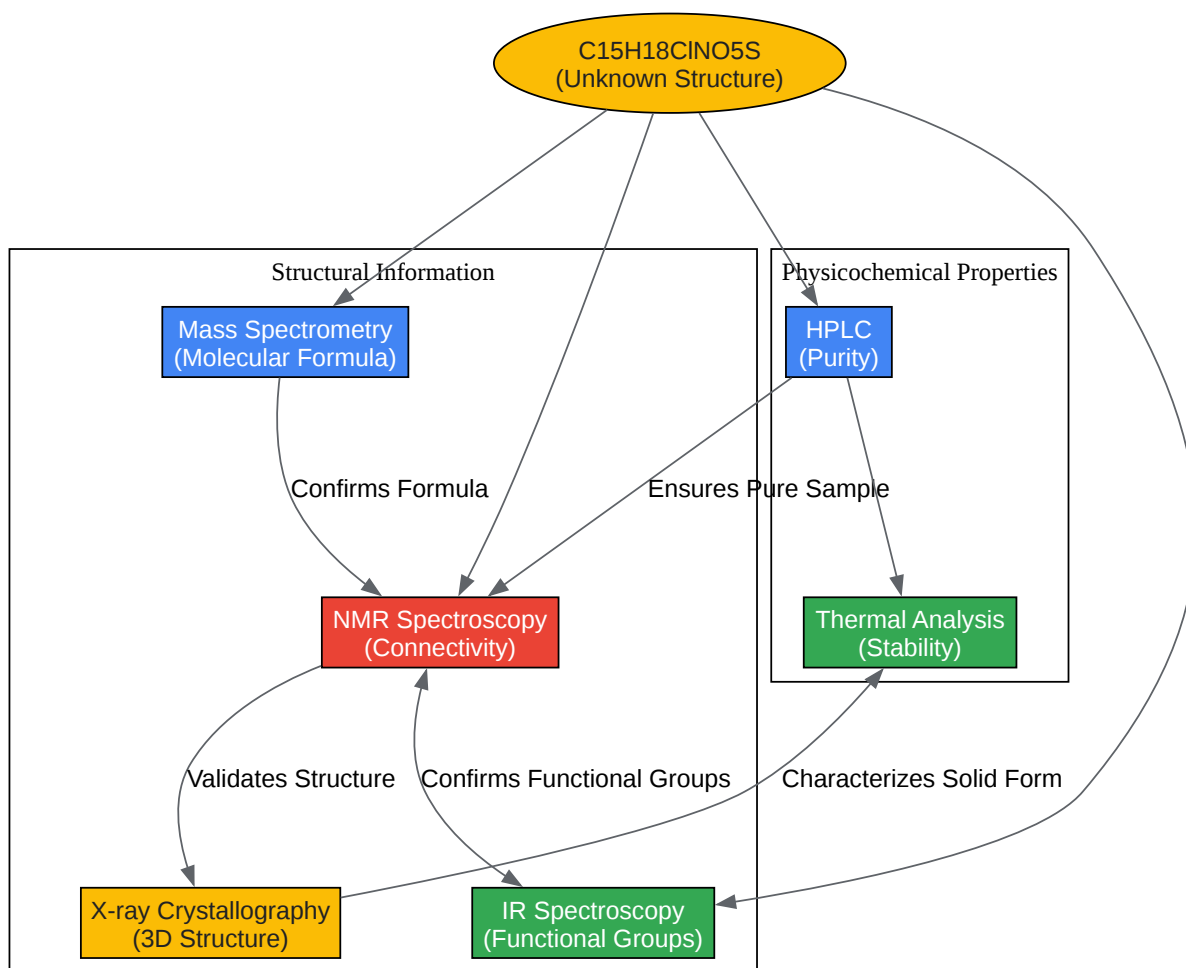 C15H18ClNO5S
(Unknown Structure)
Structural Information
Physicochemical Properties
Mass Spectrometry
(Molecular Formula)
HPLC
(Purity)
Confirms Formula
Ensures Pure Sample
NMR Spectroscopy
(Connectivity)
Thermal Analysis
(Stability)
Validates Structure
Confirms Functional Groups
Characterizes Solid Form
X-ray Crystallography
(3D Structure)
IR Spectroscopy
(Functional Groups)